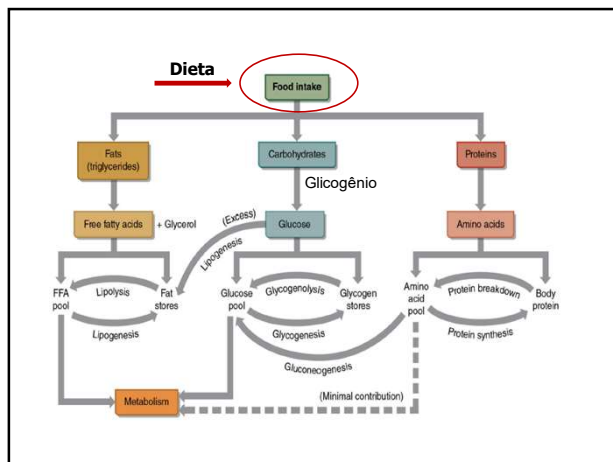 Dieta
Food intake
Fats
(triglycerides)
Carbohydrates
Proteins
Glicogênio
Free fatty acids
+ Glycerol
(Excess)
Lipogenesis
Glucose
Amino acids
FFA
pool
Lipolysis
Lipogenesis
Fat
stores
Glucose
pool
Glycogenolysis
Glycogenesis
Glycogen
stores
Amino
acid
pool
Protein breakdown
Protein synthesis
Body
protein
Gluconeogenesis
Metabolism
(Minimal contribution)